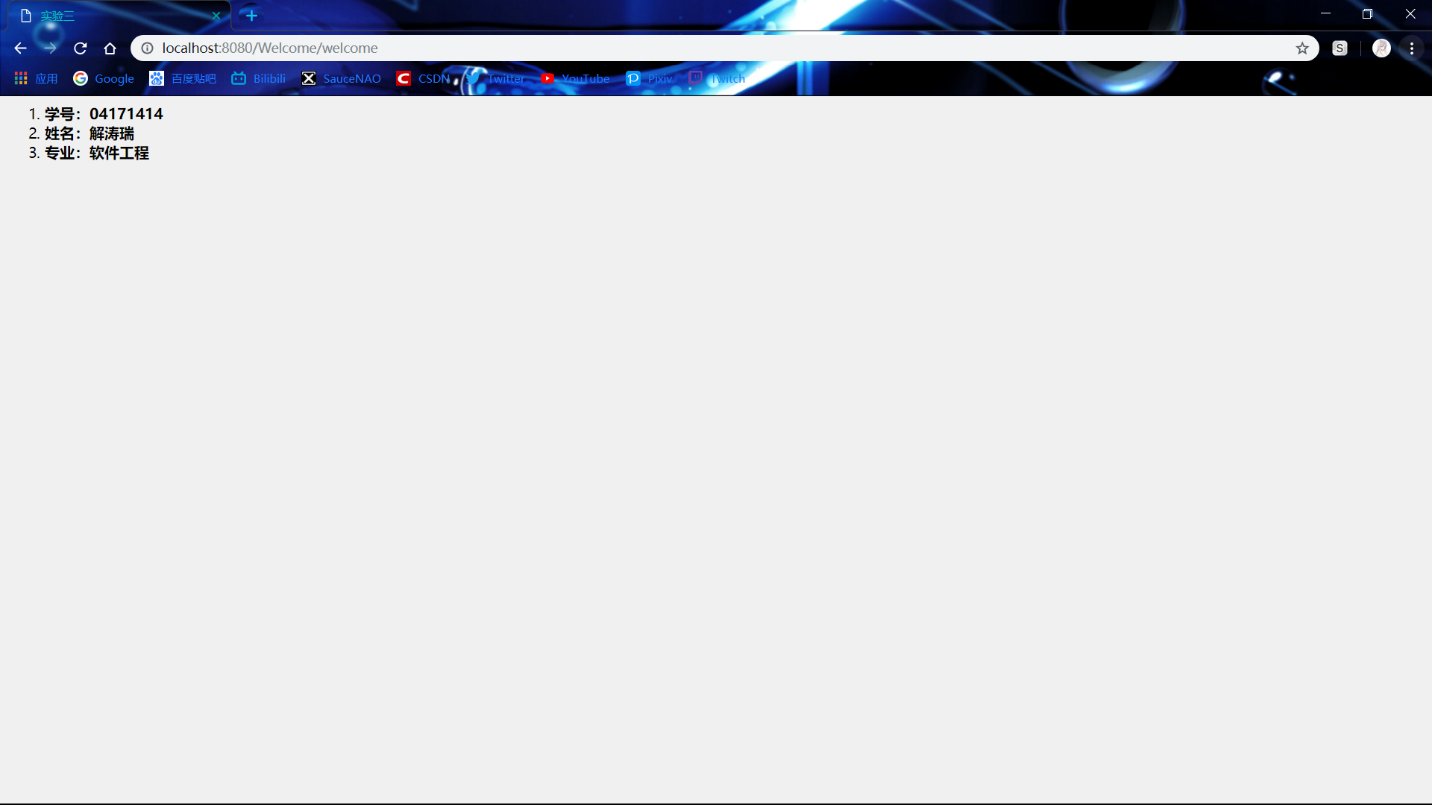 实验三
localhost:8080/Welcome/welcome
S
应用 Google 百度贴吧 Bilibili SauceNAO CSDN Twitter YouTube Pixiv Twitch
1. 学号：04171414
2. 姓名：解涛瑞
3. 专业：软件工程